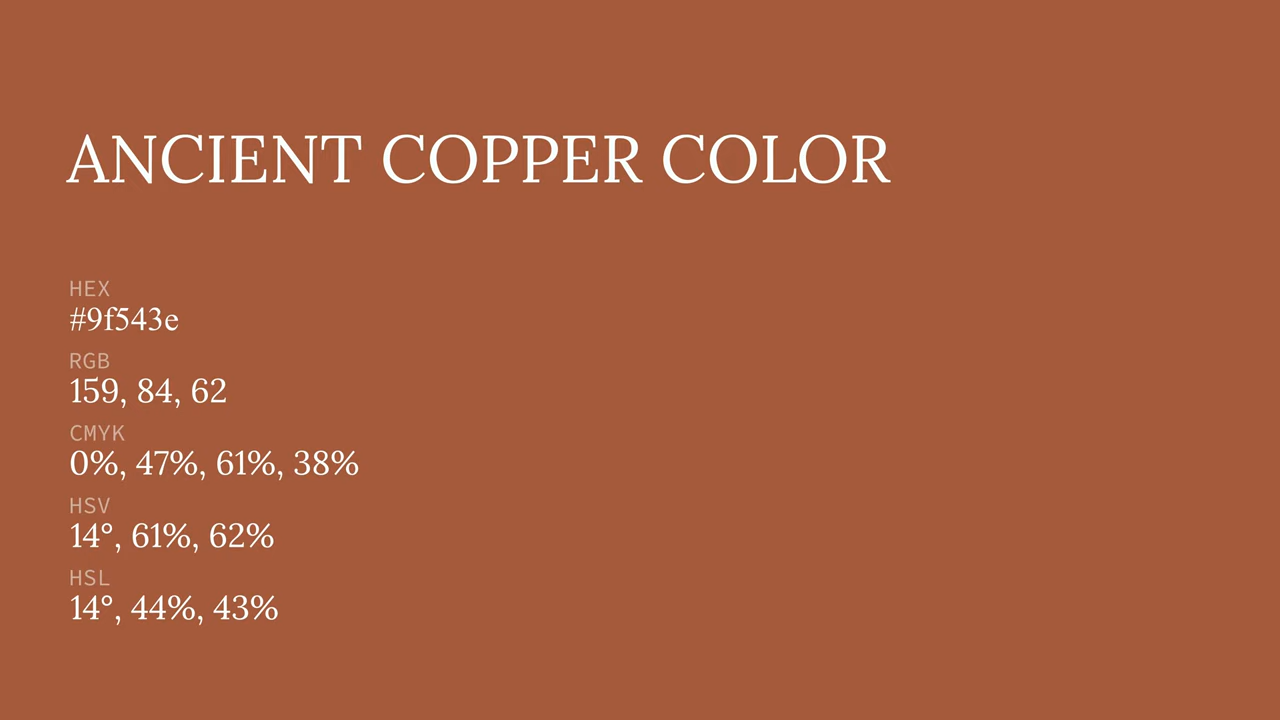 ANCIENT COPPER COLOR
HEX
#9f543e
RGB
159, 84, 62
CMYK
0%, 47%, 61%, 38%
HSV
14°, 61%, 62%
HSL
14°, 44%, 43%